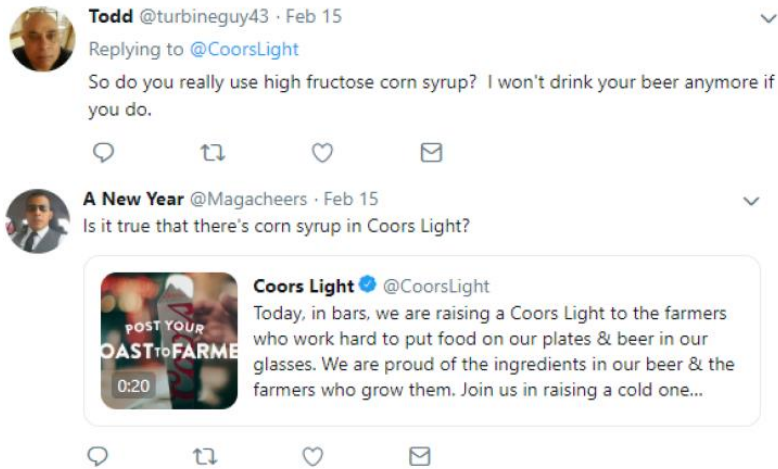 Todd @turbineguy43 · Feb 15
Replying to @CoorsLight
So do you really use high fructose corn syrup?  I won't drink your beer anymore if
you do.
A New Year @Magacheers · Feb 15
Is it true that there's corn syrup in Coors Light?
Coors Light @CoorsLight
Today, in bars, we are raising a Coors Light to the farmers
who work hard to put food on our plates & beer in our
glasses. We are proud of the ingredients in our beer & the
farmers who grow them. Join us in raising a cold one...
POST YOUR
OAST TO FARME
Coors
0:20